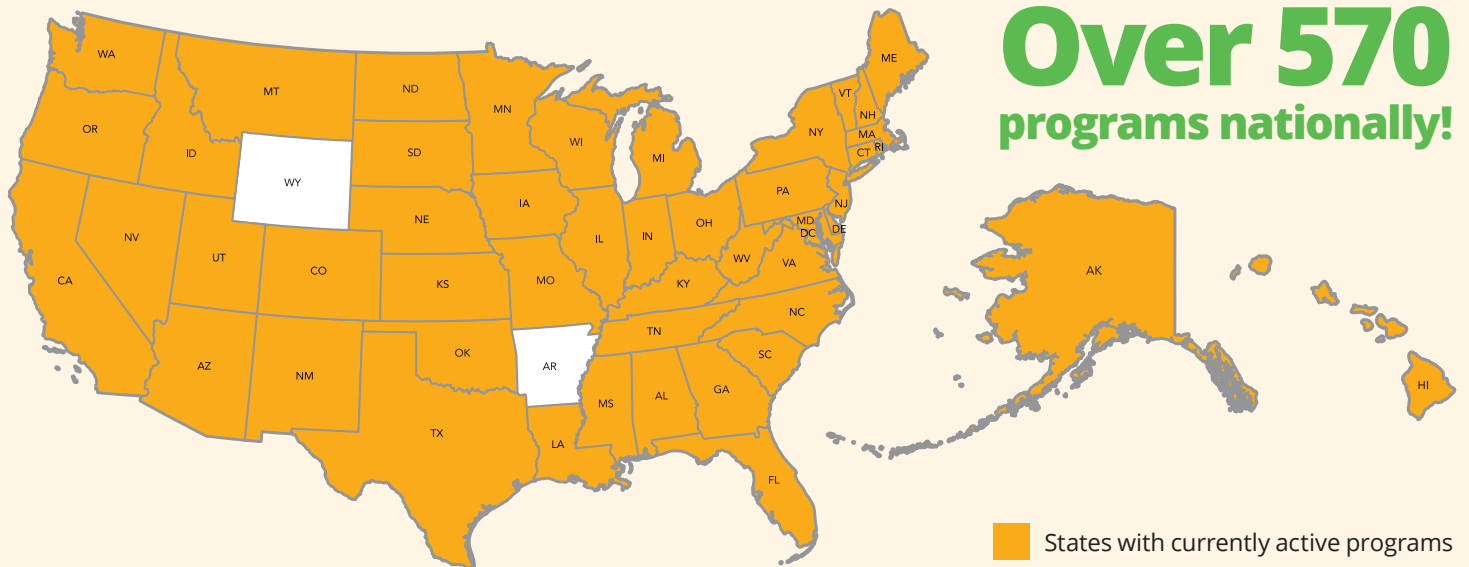 Over 570
programs nationally!
WA
OR
CA
NV
ID
MT
WY
UT
AZ
CO
NM
ND
SD
NE
KS
OK
TX
MN
IA
MO
AR
LA
WI
IL
MI
IN
OH
KY
TN
MS
AL
GA
FL
SC
NC
VA
WV
PA
NY
VT
NH
ME
MA
CT
RI
NJ
DE
MD
DC
AK
HI
States with currently active programs